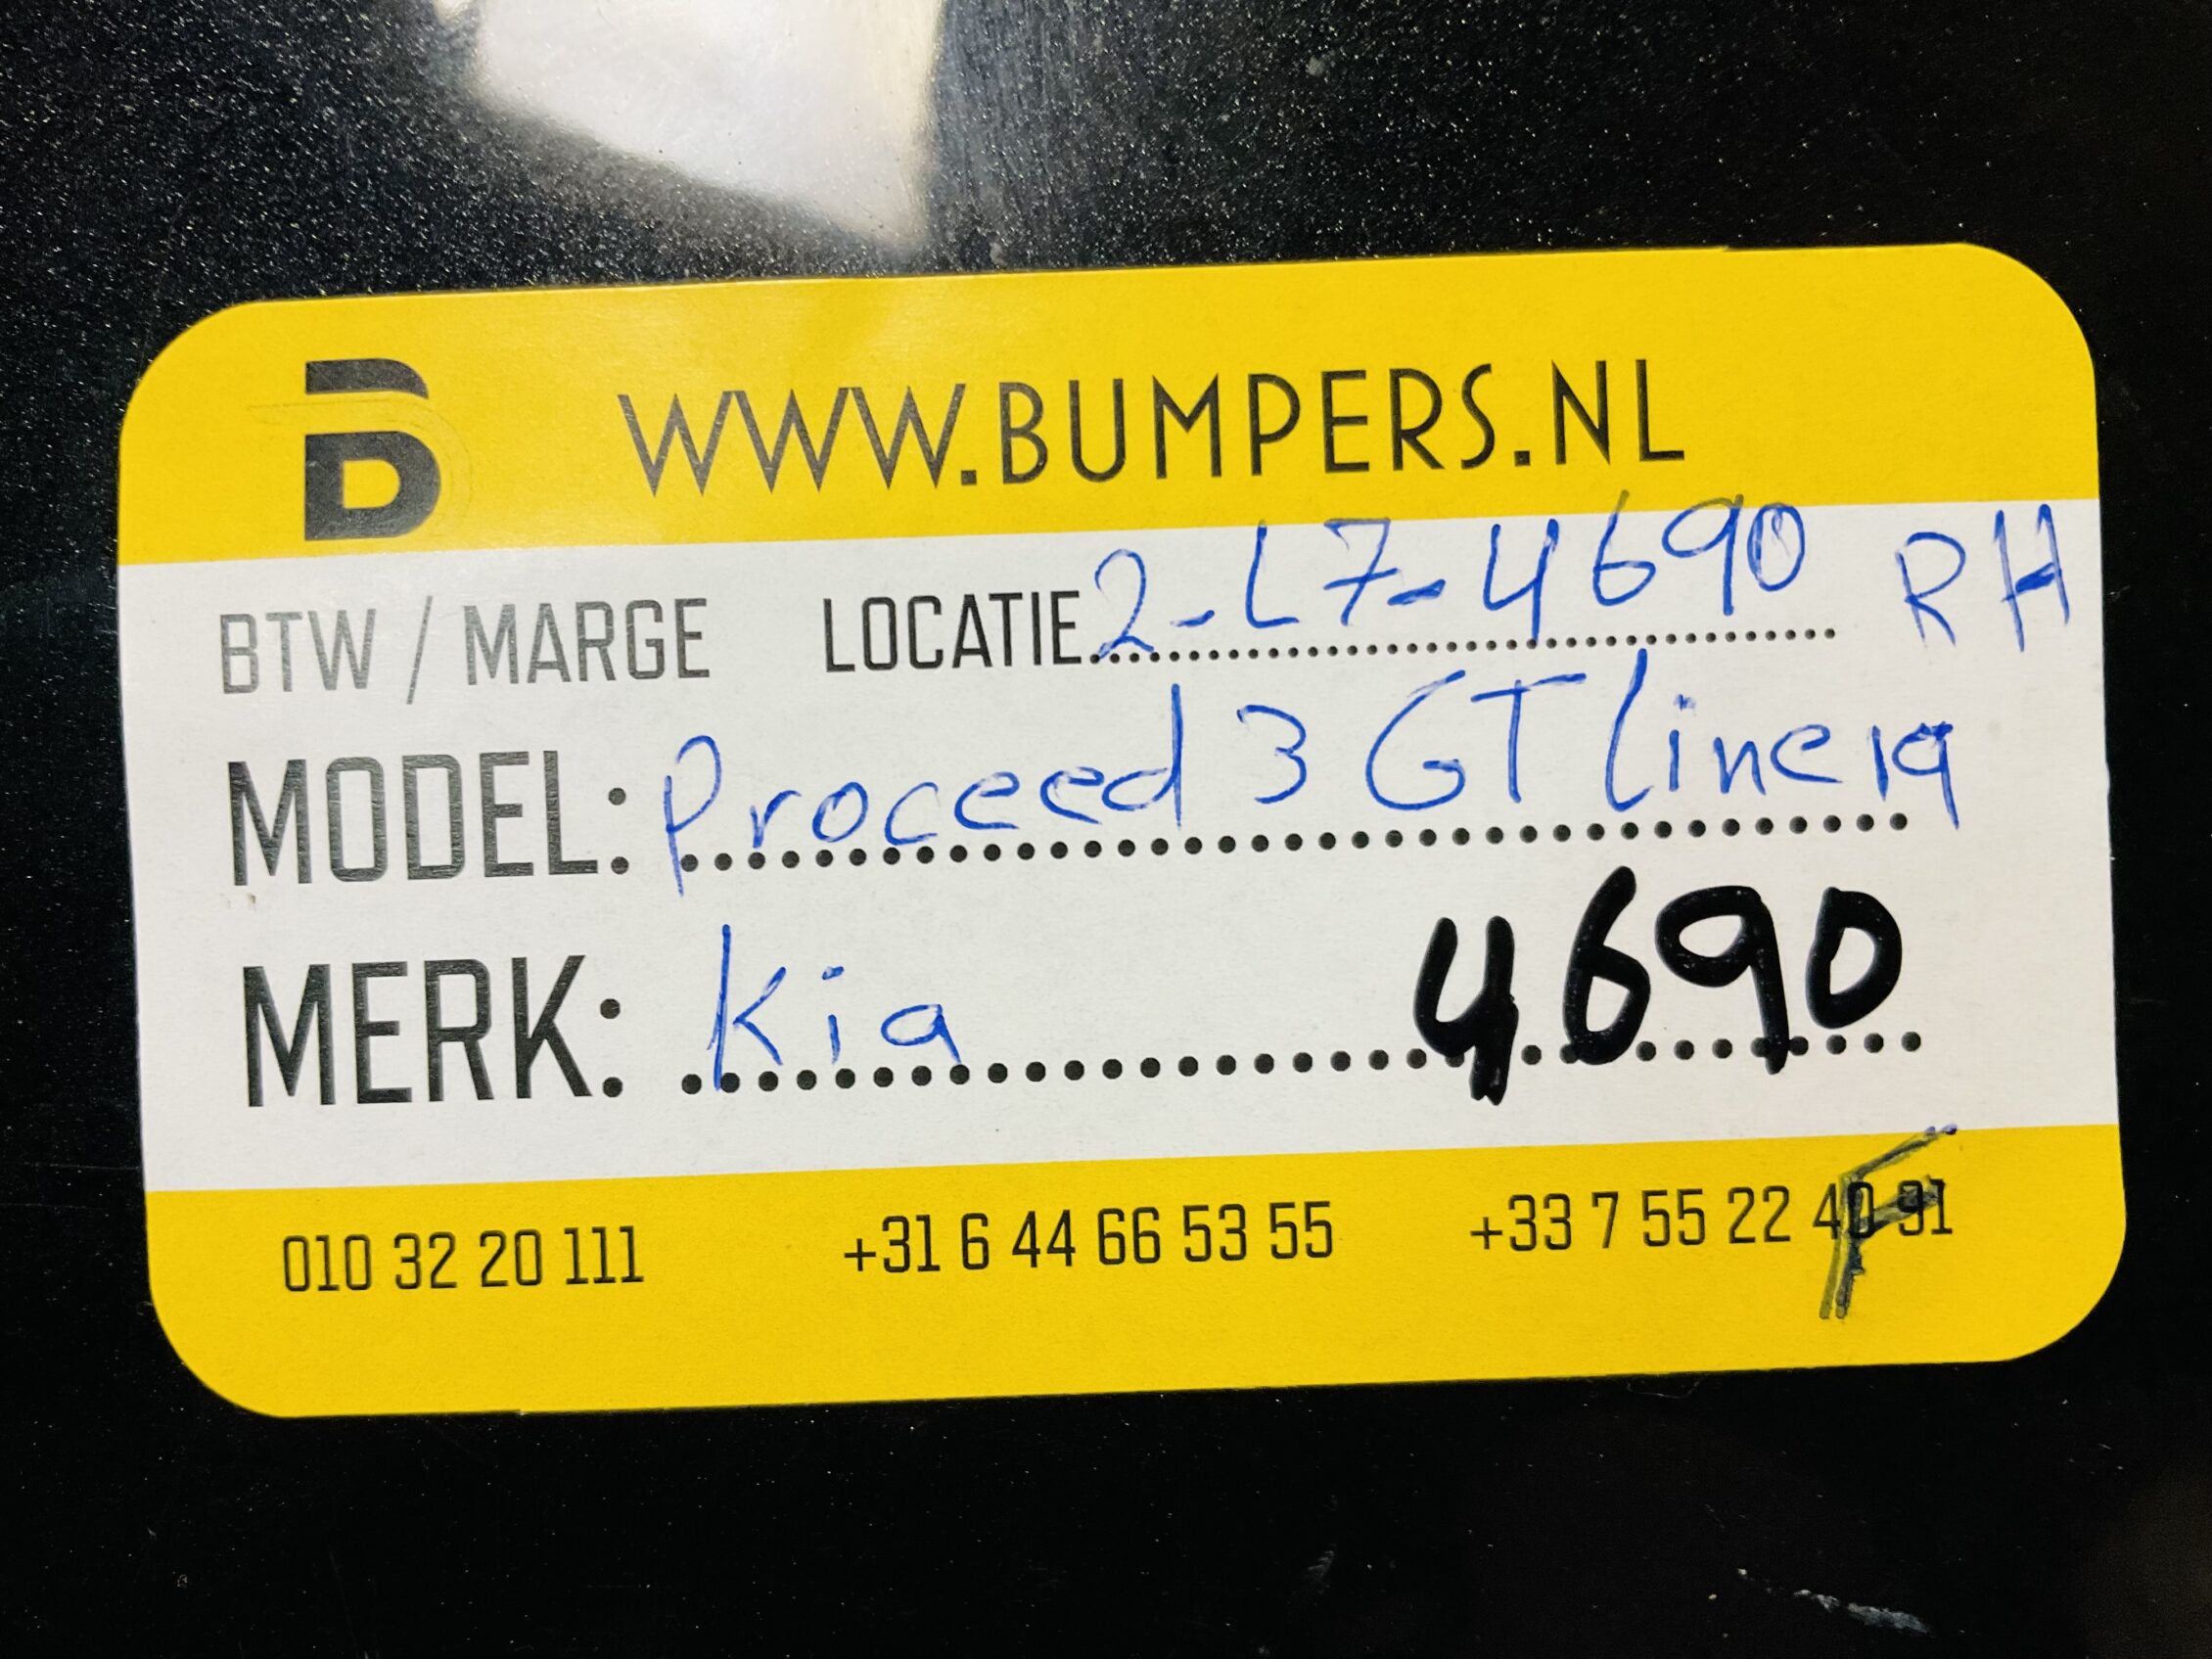 B WWW.BUMPERS.NL
BTW / MARGE LOCATIE 2-L7-4690 RH
MODEL: Proceed 3 GT line 19
MERK: Kia 4690
010 32 20 111 +31 6 44 66 53 55 +33 7 55 22 40 91
F